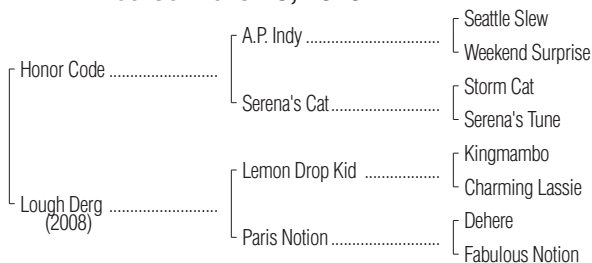 Seattle Slew
A.P. Indy ..................................
Weekend Surprise
Honor Code ...........................
Storm Cat
Serena's Cat...........................
Serena's Tune
Kingmambo
Lemon Drop Kid ..................
Charming Lassie
Lough Derg ...........................
(2008)
Dehere
Paris Notion...........................
Fabulous Notion